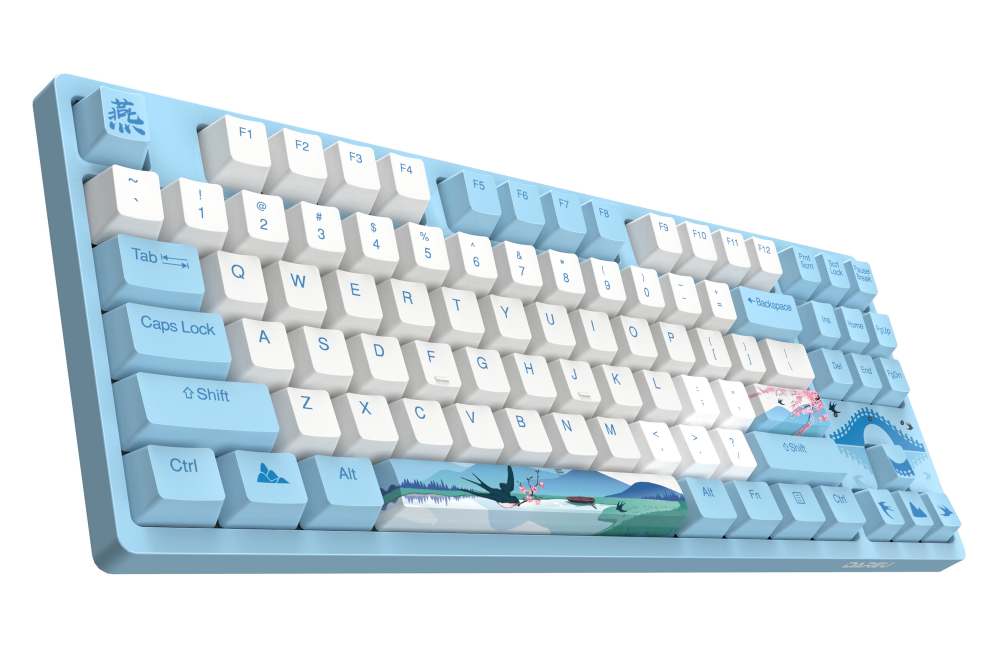 燕
F1 F2 F3 F4 F5 F6 F7 F8 F9 F10 F11 F12 Prnt Scrn Scrl Lock Pause Break
~ ` ! 1 @ 2 # 3 $ 4 % 5 ^ 6 & 7 * 8 ( 9 ) 0 _ - + = ←Backspace Ins Home PgUp
Tab Q W E R T Y U I O P { [ } ] | \ Del End PgDn
Caps Lock A S D F G H J K L : ; " '
⇧Shift Z X C V B N M < , > . ? / ⇧Shift
Ctrl Alt Alt Fn Ctrl
DAREU